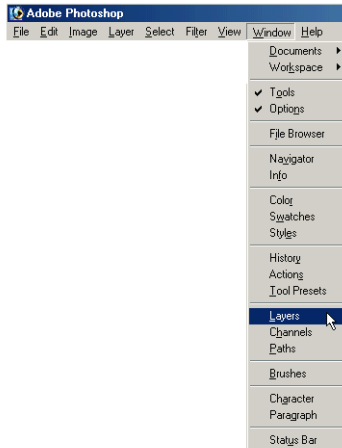 Adobe Photoshop
File Edit Image Layer Select Filter View Window Help
Documents
Workspace
Tools
Options
File Browser
Navigator
Info
Color
Swatches
Styles
History
Actions
Tool Presets
Layers
Channels
Paths
Brushes
Character
Paragraph
Status Bar